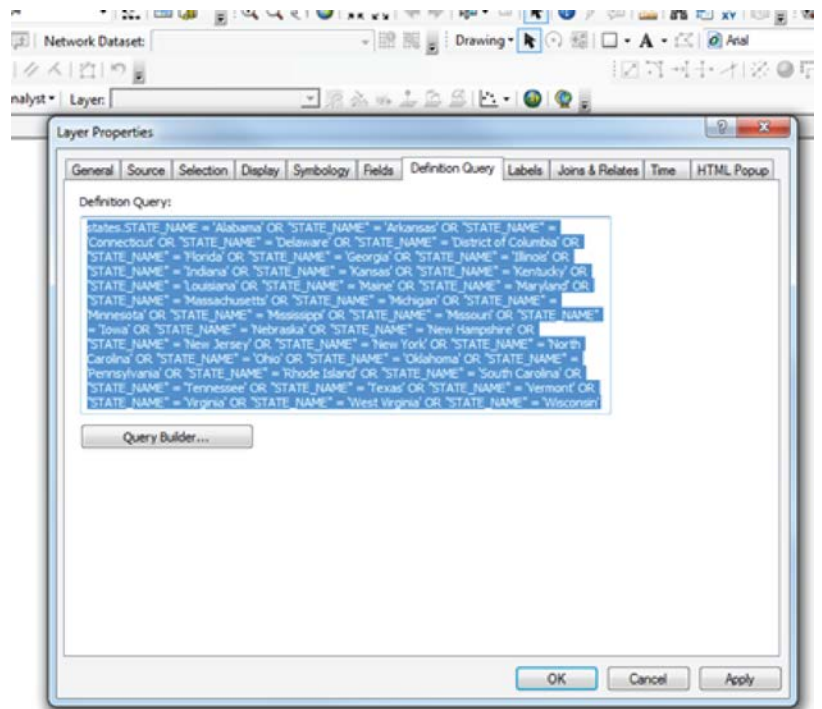 Network Dataset:
Drawing
A
Arial
nalyst
Layer:
Layer Properties
General Source Selection Display Symbology Fields Definition Query Labels Joins & Relates Time HTML Popup
Definition Query:
states.STATE_NAME = 'Alabama' OR "STATE_NAME" = 'Arkansas' OR "STATE_NAME" =
'Connecticut' OR "STATE_NAME" = 'Delaware' OR "STATE_NAME" = 'District of Columbia' OR
"STATE_NAME" = 'Florida' OR "STATE_NAME" = 'Georgia' OR "STATE_NAME" = 'Illinois' OR
"STATE_NAME" = 'Indiana' OR "STATE_NAME" = 'Kansas' OR "STATE_NAME" = 'Kentucky' OR
"STATE_NAME" = 'Louisiana' OR "STATE_NAME" = 'Maine' OR "STATE_NAME" = 'Maryland' OR
"STATE_NAME" = 'Massachusetts' OR "STATE_NAME" = 'Michigan' OR "STATE_NAME" =
'Minnesota' OR "STATE_NAME" = 'Mississippi' OR "STATE_NAME" = 'Missouri' OR "STATE_NAME"
= 'Iowa' OR "STATE_NAME" = 'Nebraska' OR "STATE_NAME" = 'New Hampshire' OR
"STATE_NAME" = 'New Jersey' OR "STATE_NAME" = 'New York' OR "STATE_NAME" = 'North
Carolina' OR "STATE_NAME" = 'Ohio' OR "STATE_NAME" = 'Oklahoma' OR "STATE_NAME" =
'Pennsylvania' OR "STATE_NAME" = 'Rhode Island' OR "STATE_NAME" = 'South Carolina' OR
"STATE_NAME" = 'Tennessee' OR "STATE_NAME" = 'Texas' OR "STATE_NAME" = 'Vermont' OR
"STATE_NAME" = 'Virginia' OR "STATE_NAME" = 'West Virginia' OR "STATE_NAME" = 'Wisconsin'
Query Builder...
OK Cancel Apply